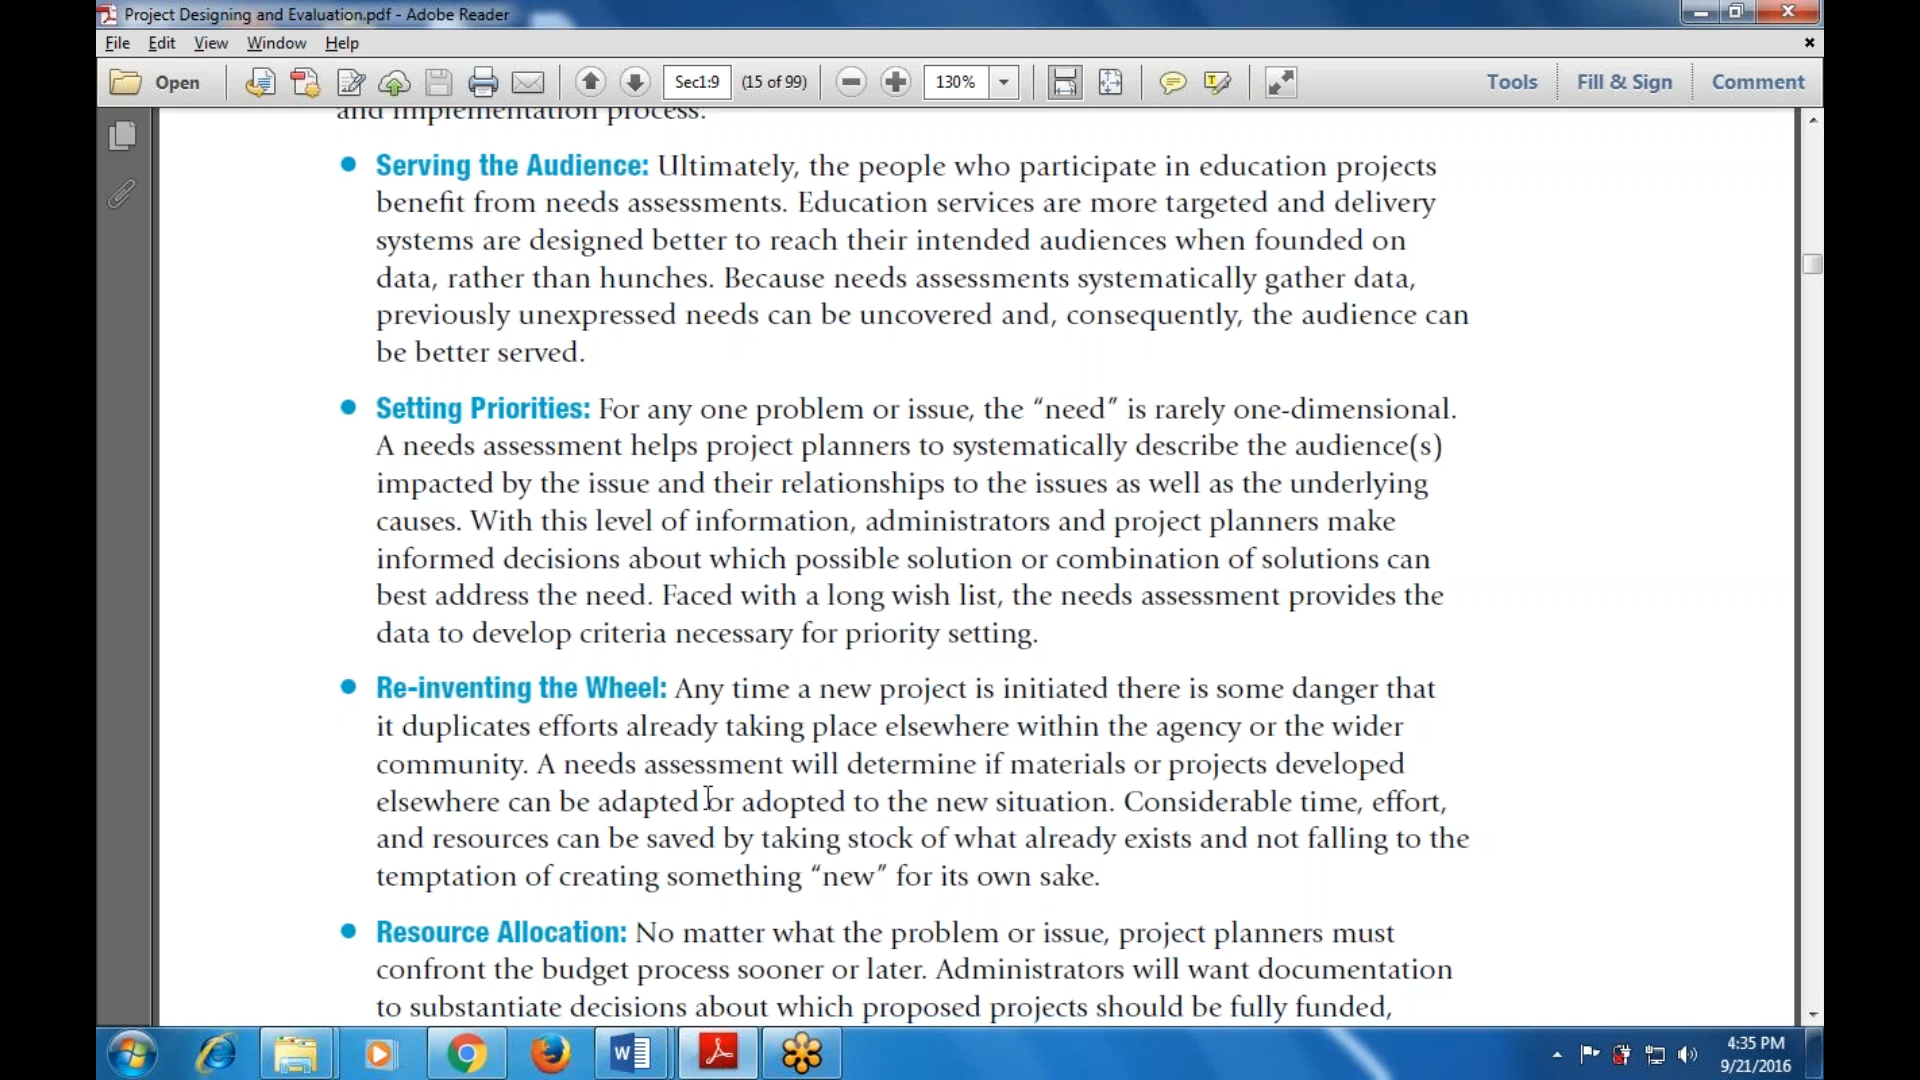 Project Designing and Evaluation.pdf - Adobe Reader
File Edit View Window Help
Open Sec1:9 (15 of 99) 130% Tools Fill & Sign Comment
and implementation process.
• Serving the Audience: Ultimately, the people who participate in education projects
benefit from needs assessments. Education services are more targeted and delivery
systems are designed better to reach their intended audiences when founded on
data, rather than hunches. Because needs assessments systematically gather data,
previously unexpressed needs can be uncovered and, consequently, the audience can
be better served.
• Setting Priorities: For any one problem or issue, the “need” is rarely one-dimensional.
A needs assessment helps project planners to systematically describe the audience(s)
impacted by the issue and their relationships to the issues as well as the underlying
causes. With this level of information, administrators and project planners make
informed decisions about which possible solution or combination of solutions can
best address the need. Faced with a long wish list, the needs assessment provides the
data to develop criteria necessary for priority setting.
• Re-inventing the Wheel: Any time a new project is initiated there is some danger that
it duplicates efforts already taking place elsewhere within the agency or the wider
community. A needs assessment will determine if materials or projects developed
elsewhere can be adapted or adopted to the new situation. Considerable time, effort,
and resources can be saved by taking stock of what already exists and not falling to the
temptation of creating something “new” for its own sake.
• Resource Allocation: No matter what the problem or issue, project planners must
confront the budget process sooner or later. Administrators will want documentation
to substantiate decisions about which proposed projects should be fully funded,
4:35 PM
9/21/2016